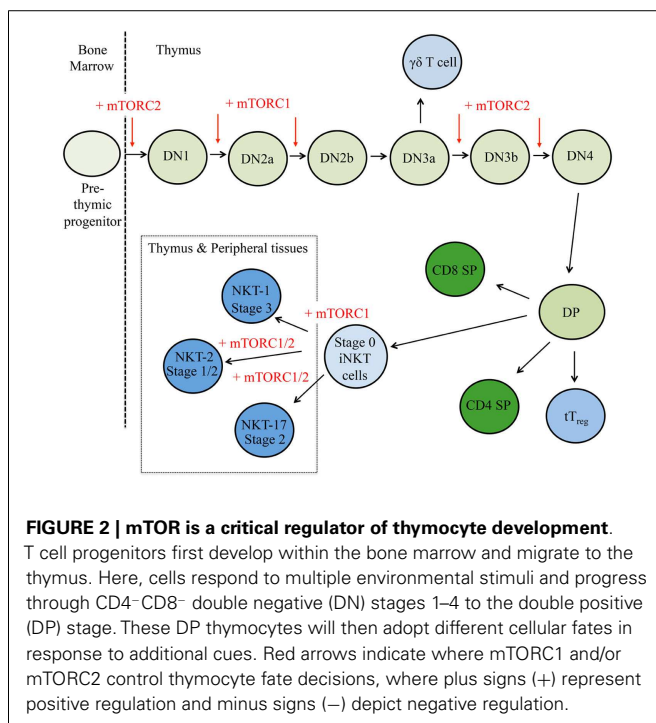 Bone
Marrow
Thymus
γδ T cell
+ mTORC2
+ mTORC1
+ mTORC2
DN1
DN2a
DN2b
DN3a
DN3b
DN4
Pre-
thymic
progenitor
Thymus & Peripheral tissues
NKT-1
Stage 3
+ mTORC1
+ mTORC1/2
NKT-2
Stage 1/2
+ mTORC1/2
NKT-17
Stage 2
Stage 0
iNKT
cells
CD8 SP
DP
CD4 SP
tTreg
FIGURE 2 | mTOR is a critical regulator of thymocyte development.
T cell progenitors first develop within the bone marrow and migrate to the
thymus. Here, cells respond to multiple environmental stimuli and progress
through CD4−CD8− double negative (DN) stages 1–4 to the double positive
(DP) stage. These DP thymocytes will then adopt different cellular fates in
response to additional cues. Red arrows indicate where mTORC1 and/or
mTORC2 control thymocyte fate decisions, where plus signs (+) represent
positive regulation and minus signs (−) depict negative regulation.